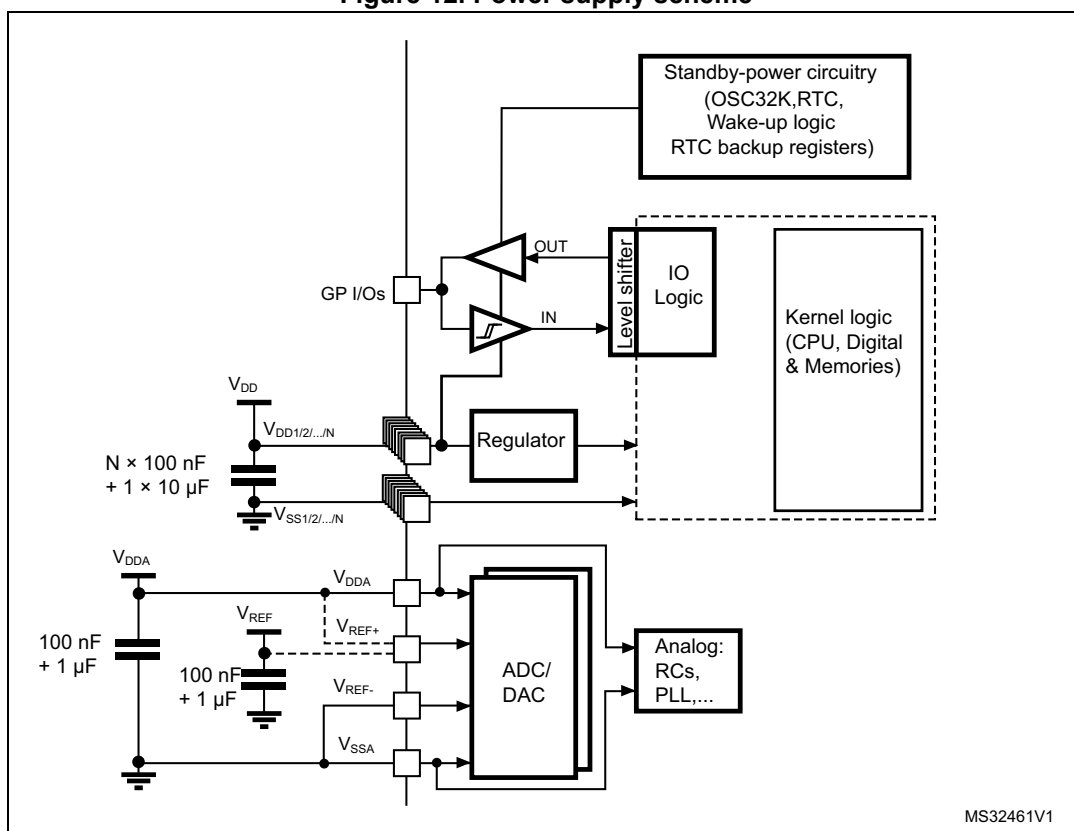 Figure 12. Power supply scheme
Standby-power circuitry
(OSC32K,RTC,
Wake-up logic
RTC backup registers)
OUT
GP I/Os
IN
Level shifter
IO
Logic
Kernel logic
(CPU, Digital
& Memories)
VDD
VDD1/2/.../N
Regulator
N × 100 nF
+ 1 × 10 µF
VSS1/2/.../N
VDDA
VDDA
VREF
VREF+
100 nF
+ 1 µF
100 nF
+ 1 µF
VREF-
ADC/
DAC
Analog:
RCs,
PLL,...
VSSA
MS32461V1